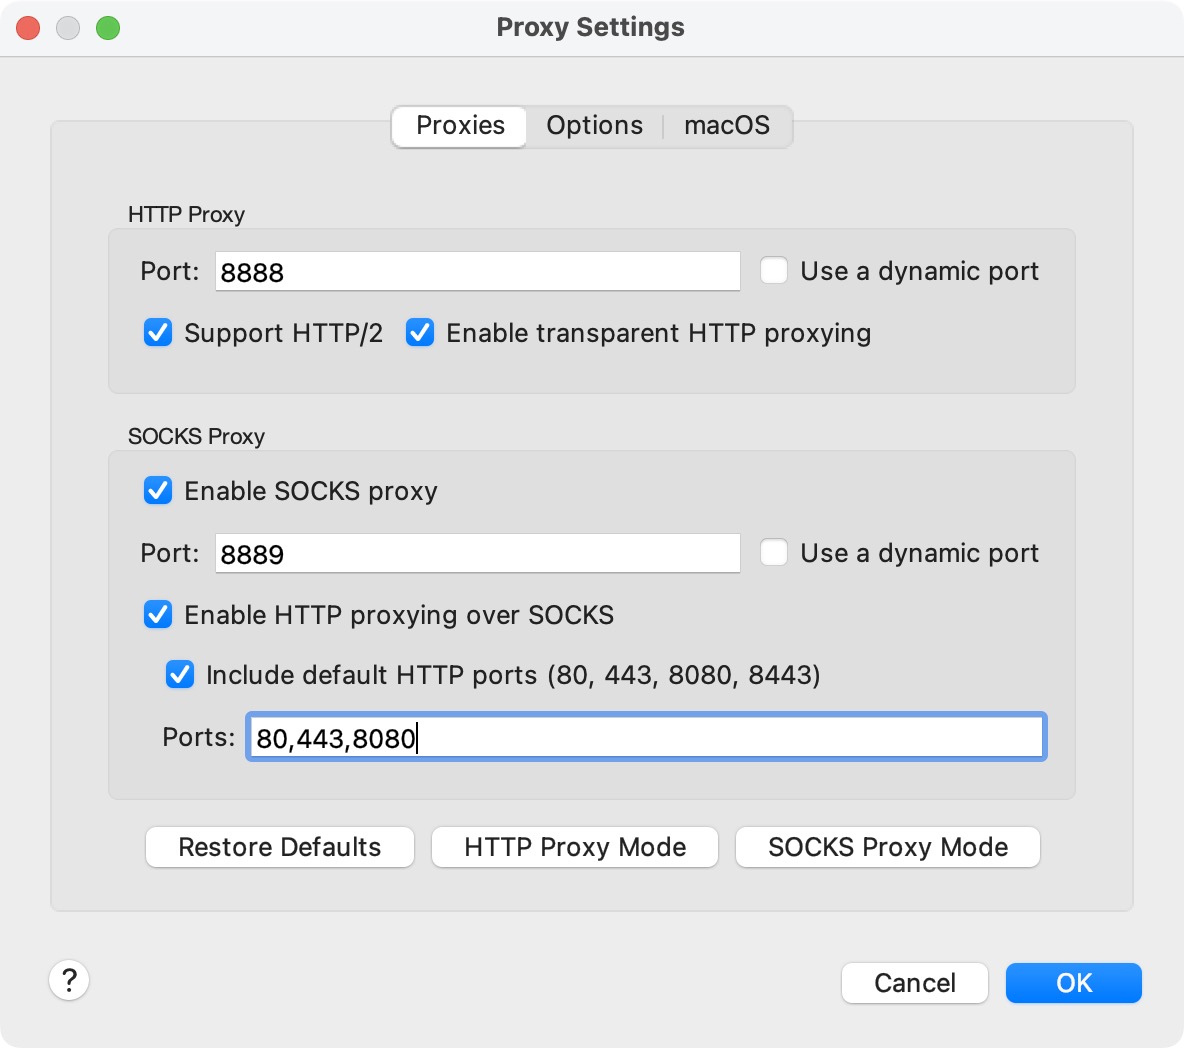 Proxy Settings
Proxies Options macOS
HTTP Proxy
Port: 8888 Use a dynamic port
Support HTTP/2 Enable transparent HTTP proxying
SOCKS Proxy
Enable SOCKS proxy
Port: 8889 Use a dynamic port
Enable HTTP proxying over SOCKS
Include default HTTP ports (80, 443, 8080, 8443)
Ports: 80,443,8080
Restore Defaults HTTP Proxy Mode SOCKS Proxy Mode
? Cancel OK